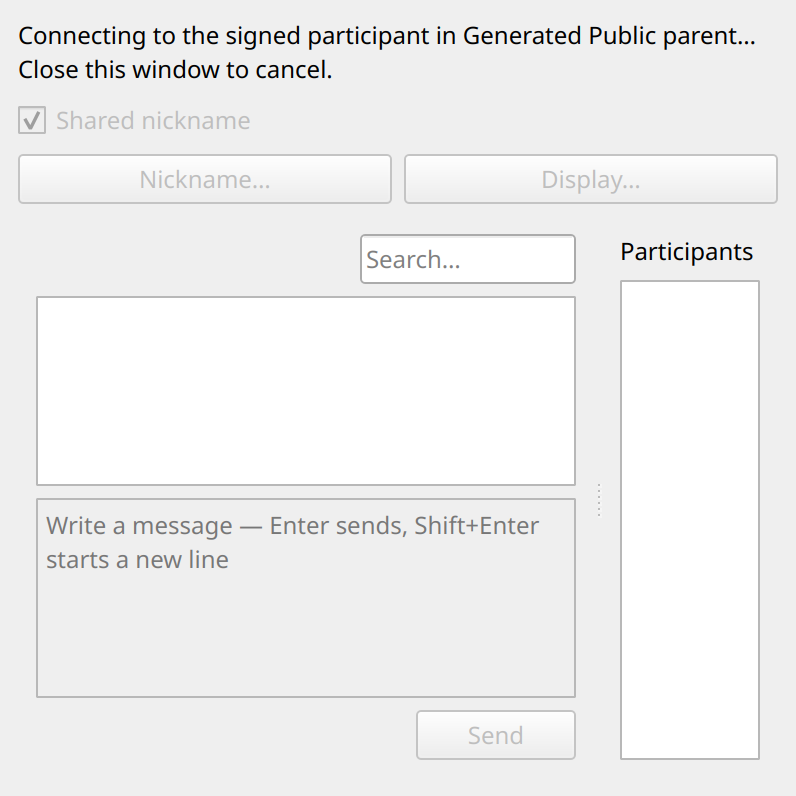 Connecting to the signed participant in Generated Public parent…
Close this window to cancel.
Shared nickname
Nickname…
Display…
Search…
Participants
Write a message — Enter sends, Shift+Enter
starts a new line
Send